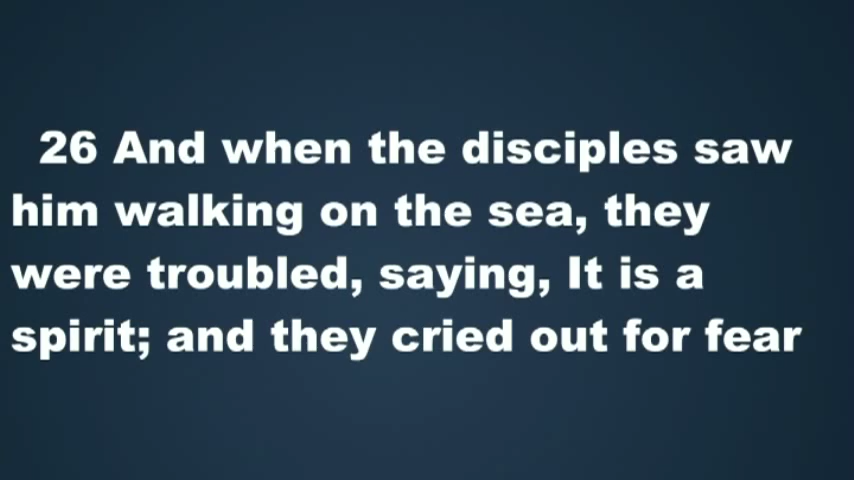 26 And when the disciples saw
him walking on the sea, they
were troubled, saying, It is a
spirit; and they cried out for fear